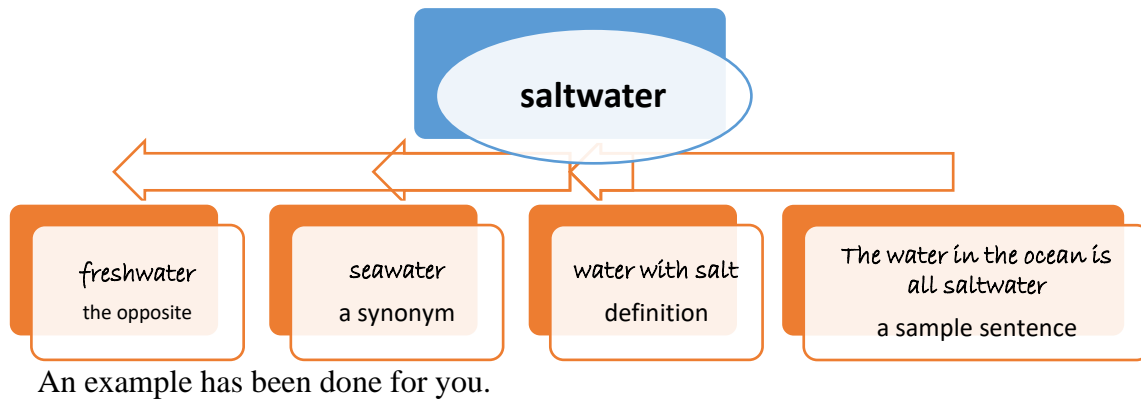 saltwater
freshwater
the opposite
seawater
a synonym
water with salt
definition
The water in the ocean is
all saltwater
a sample sentence
An example has been done for you.